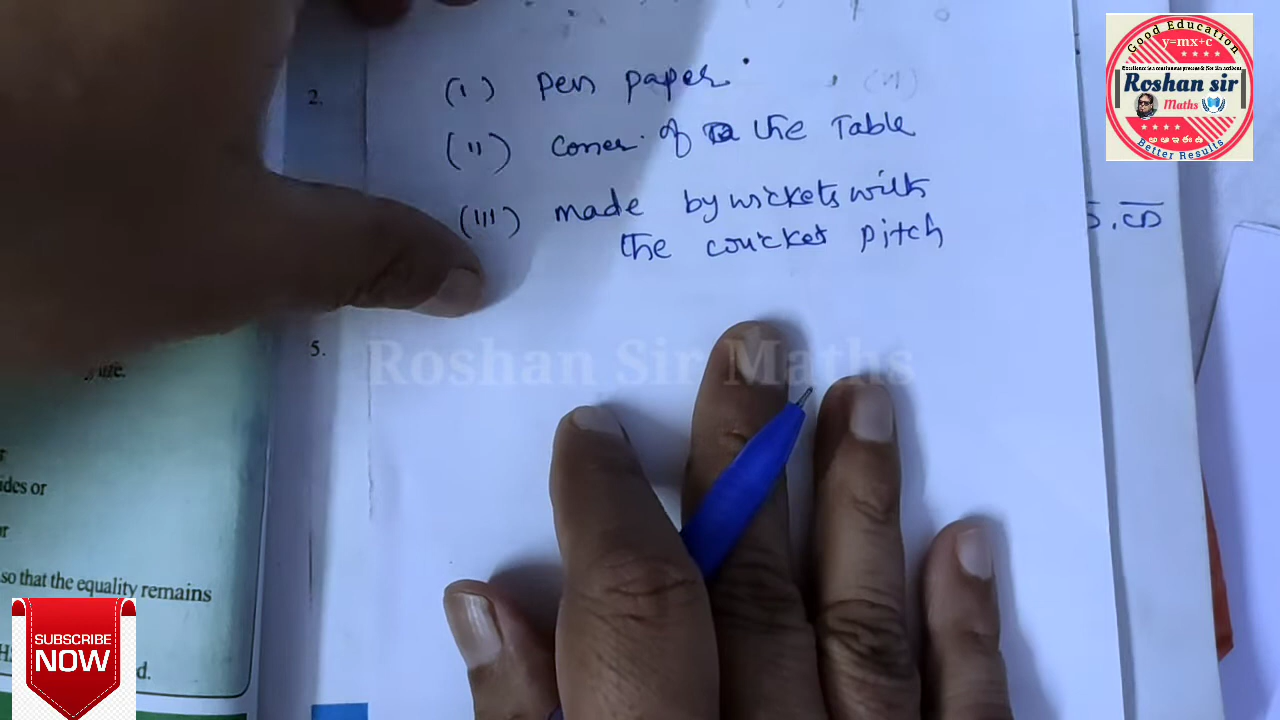 2.
(i) Pen paper
(ii) Corner of the Table
(iii) made by wickets with
the cricket pitch
5.
Roshan Sir Maths
CD
so that the equality remains
ides or
d.
SUBSCRIBE
NOW
Good Education
y=mx+c
Roshan sir
Maths
Better Results